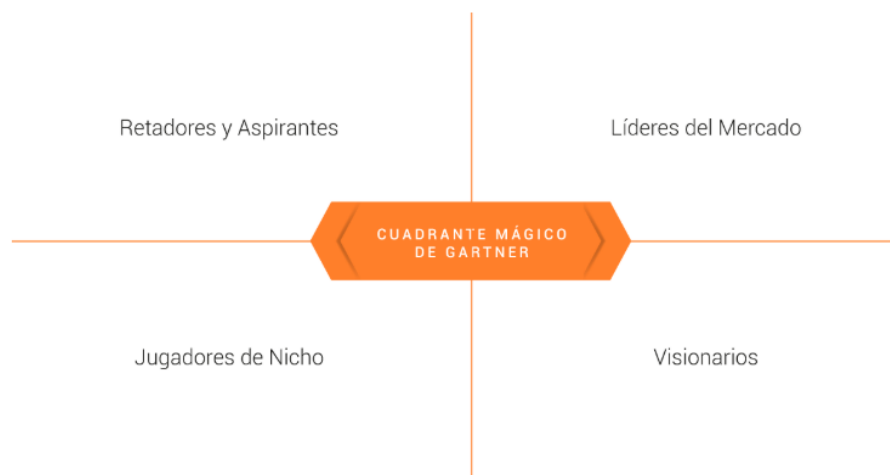 Retadores y Aspirantes
Líderes del Mercado
CUADRANTE MÁGICO
DE GARTNER
Jugadores de Nicho
Visionarios